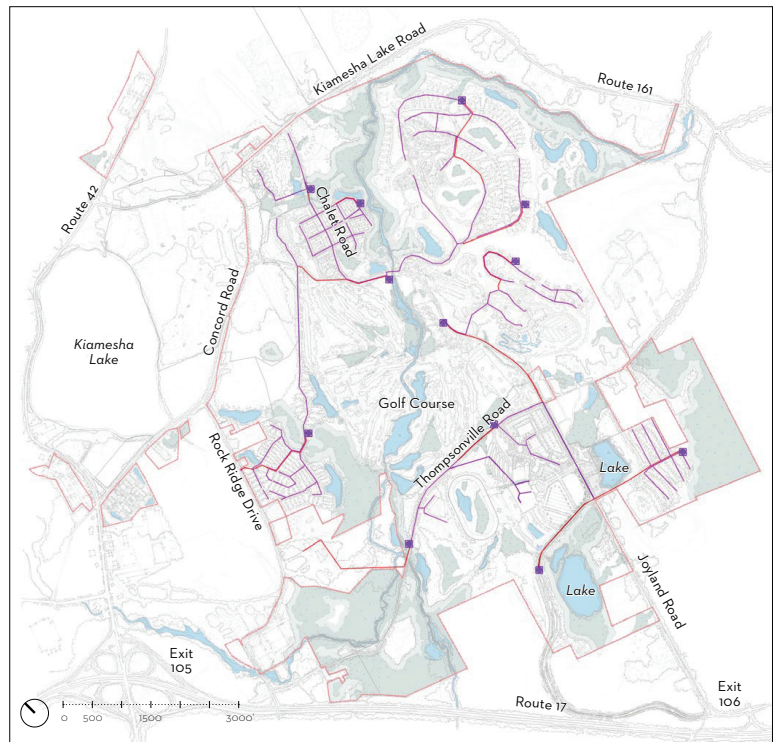 Kiamesha Lake Road
Route 161
Route 42
Chalet Road
Concord Road
Kiamesha
Lake
Golf Course
Thompsonville Road
Rock Ridge Drive
Lake
Lake
Joyland Road
Exit
105
Exit
106
Route 17
0 500 1500 3000'